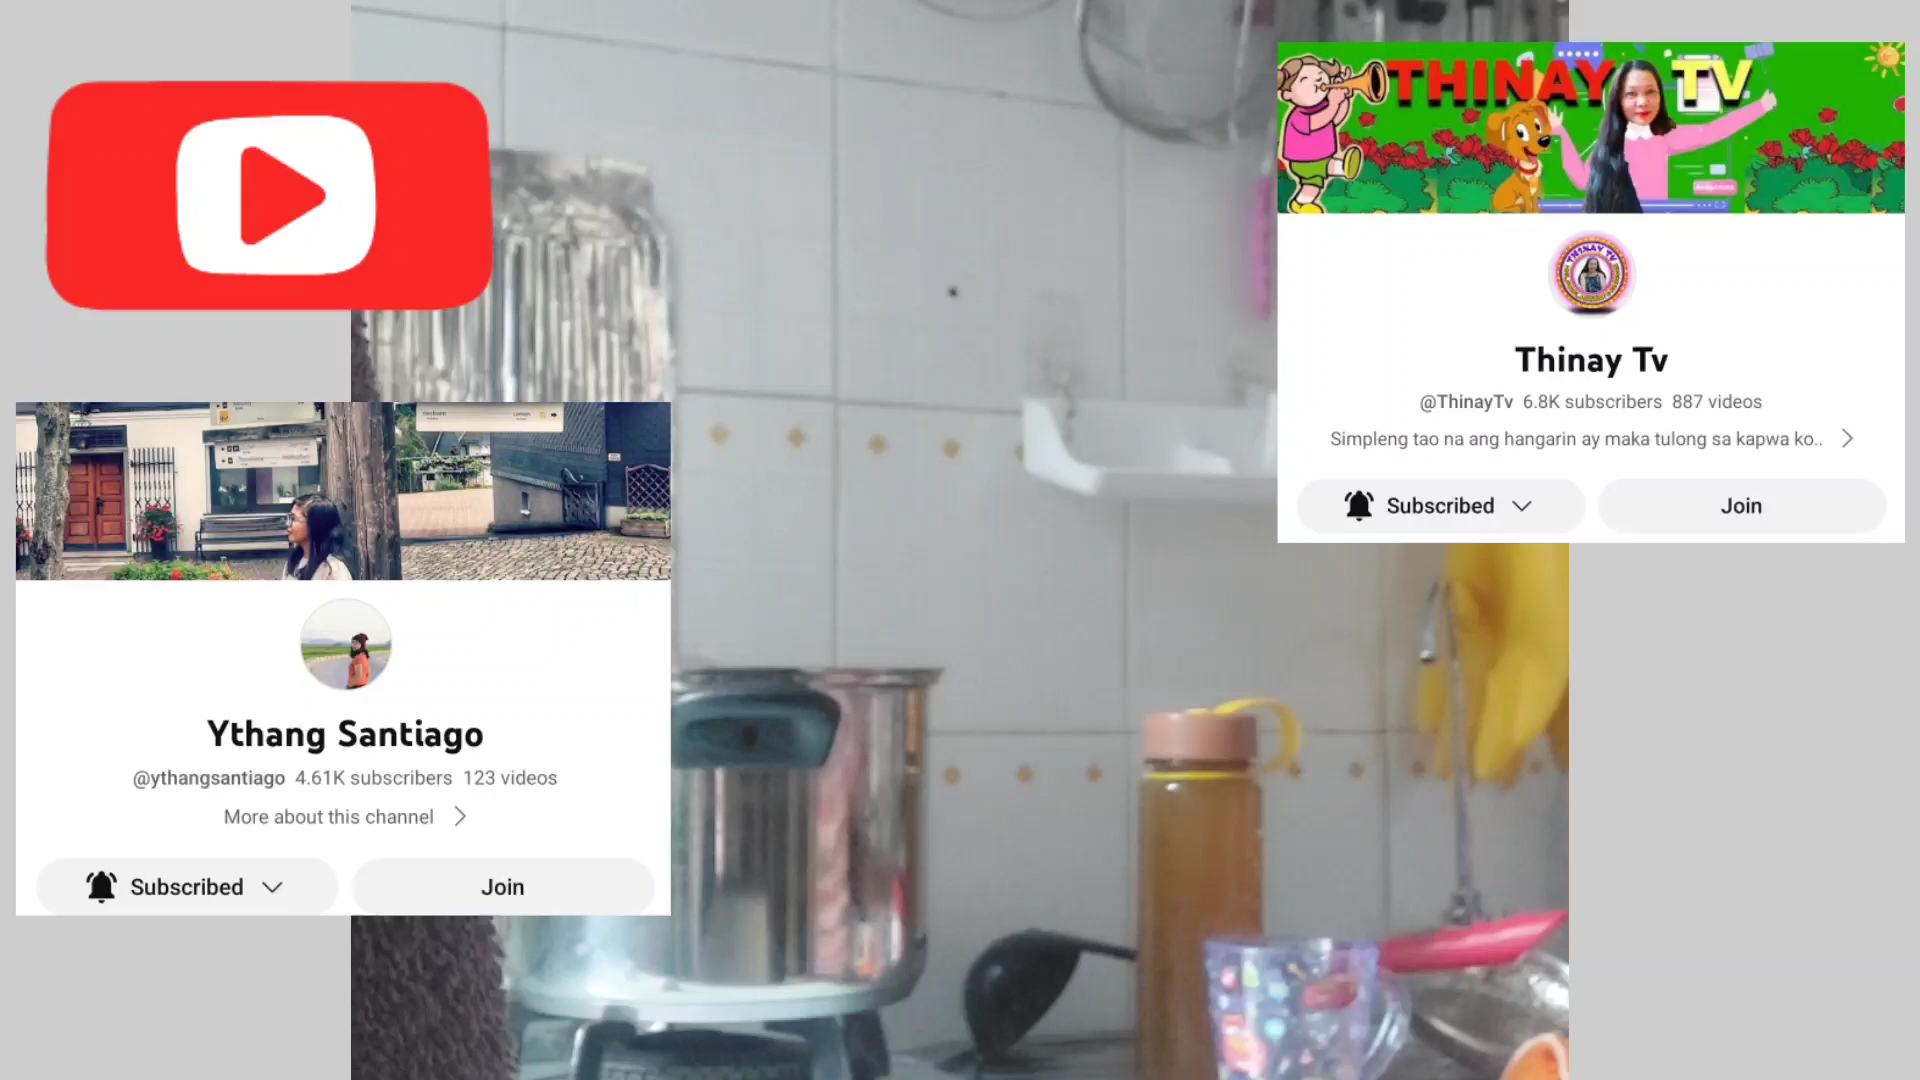 THINAY TV
Thinay Tv
@ThinayTv 6.8K subscribers 887 videos
Simpleng tao na ang hangarin ay maka tulong sa kapwa ko..
Subscribed
Join
Ythang Santiago
@ythangsantiago 4.61K subscribers 123 videos
More about this channel
Subscribed
Join